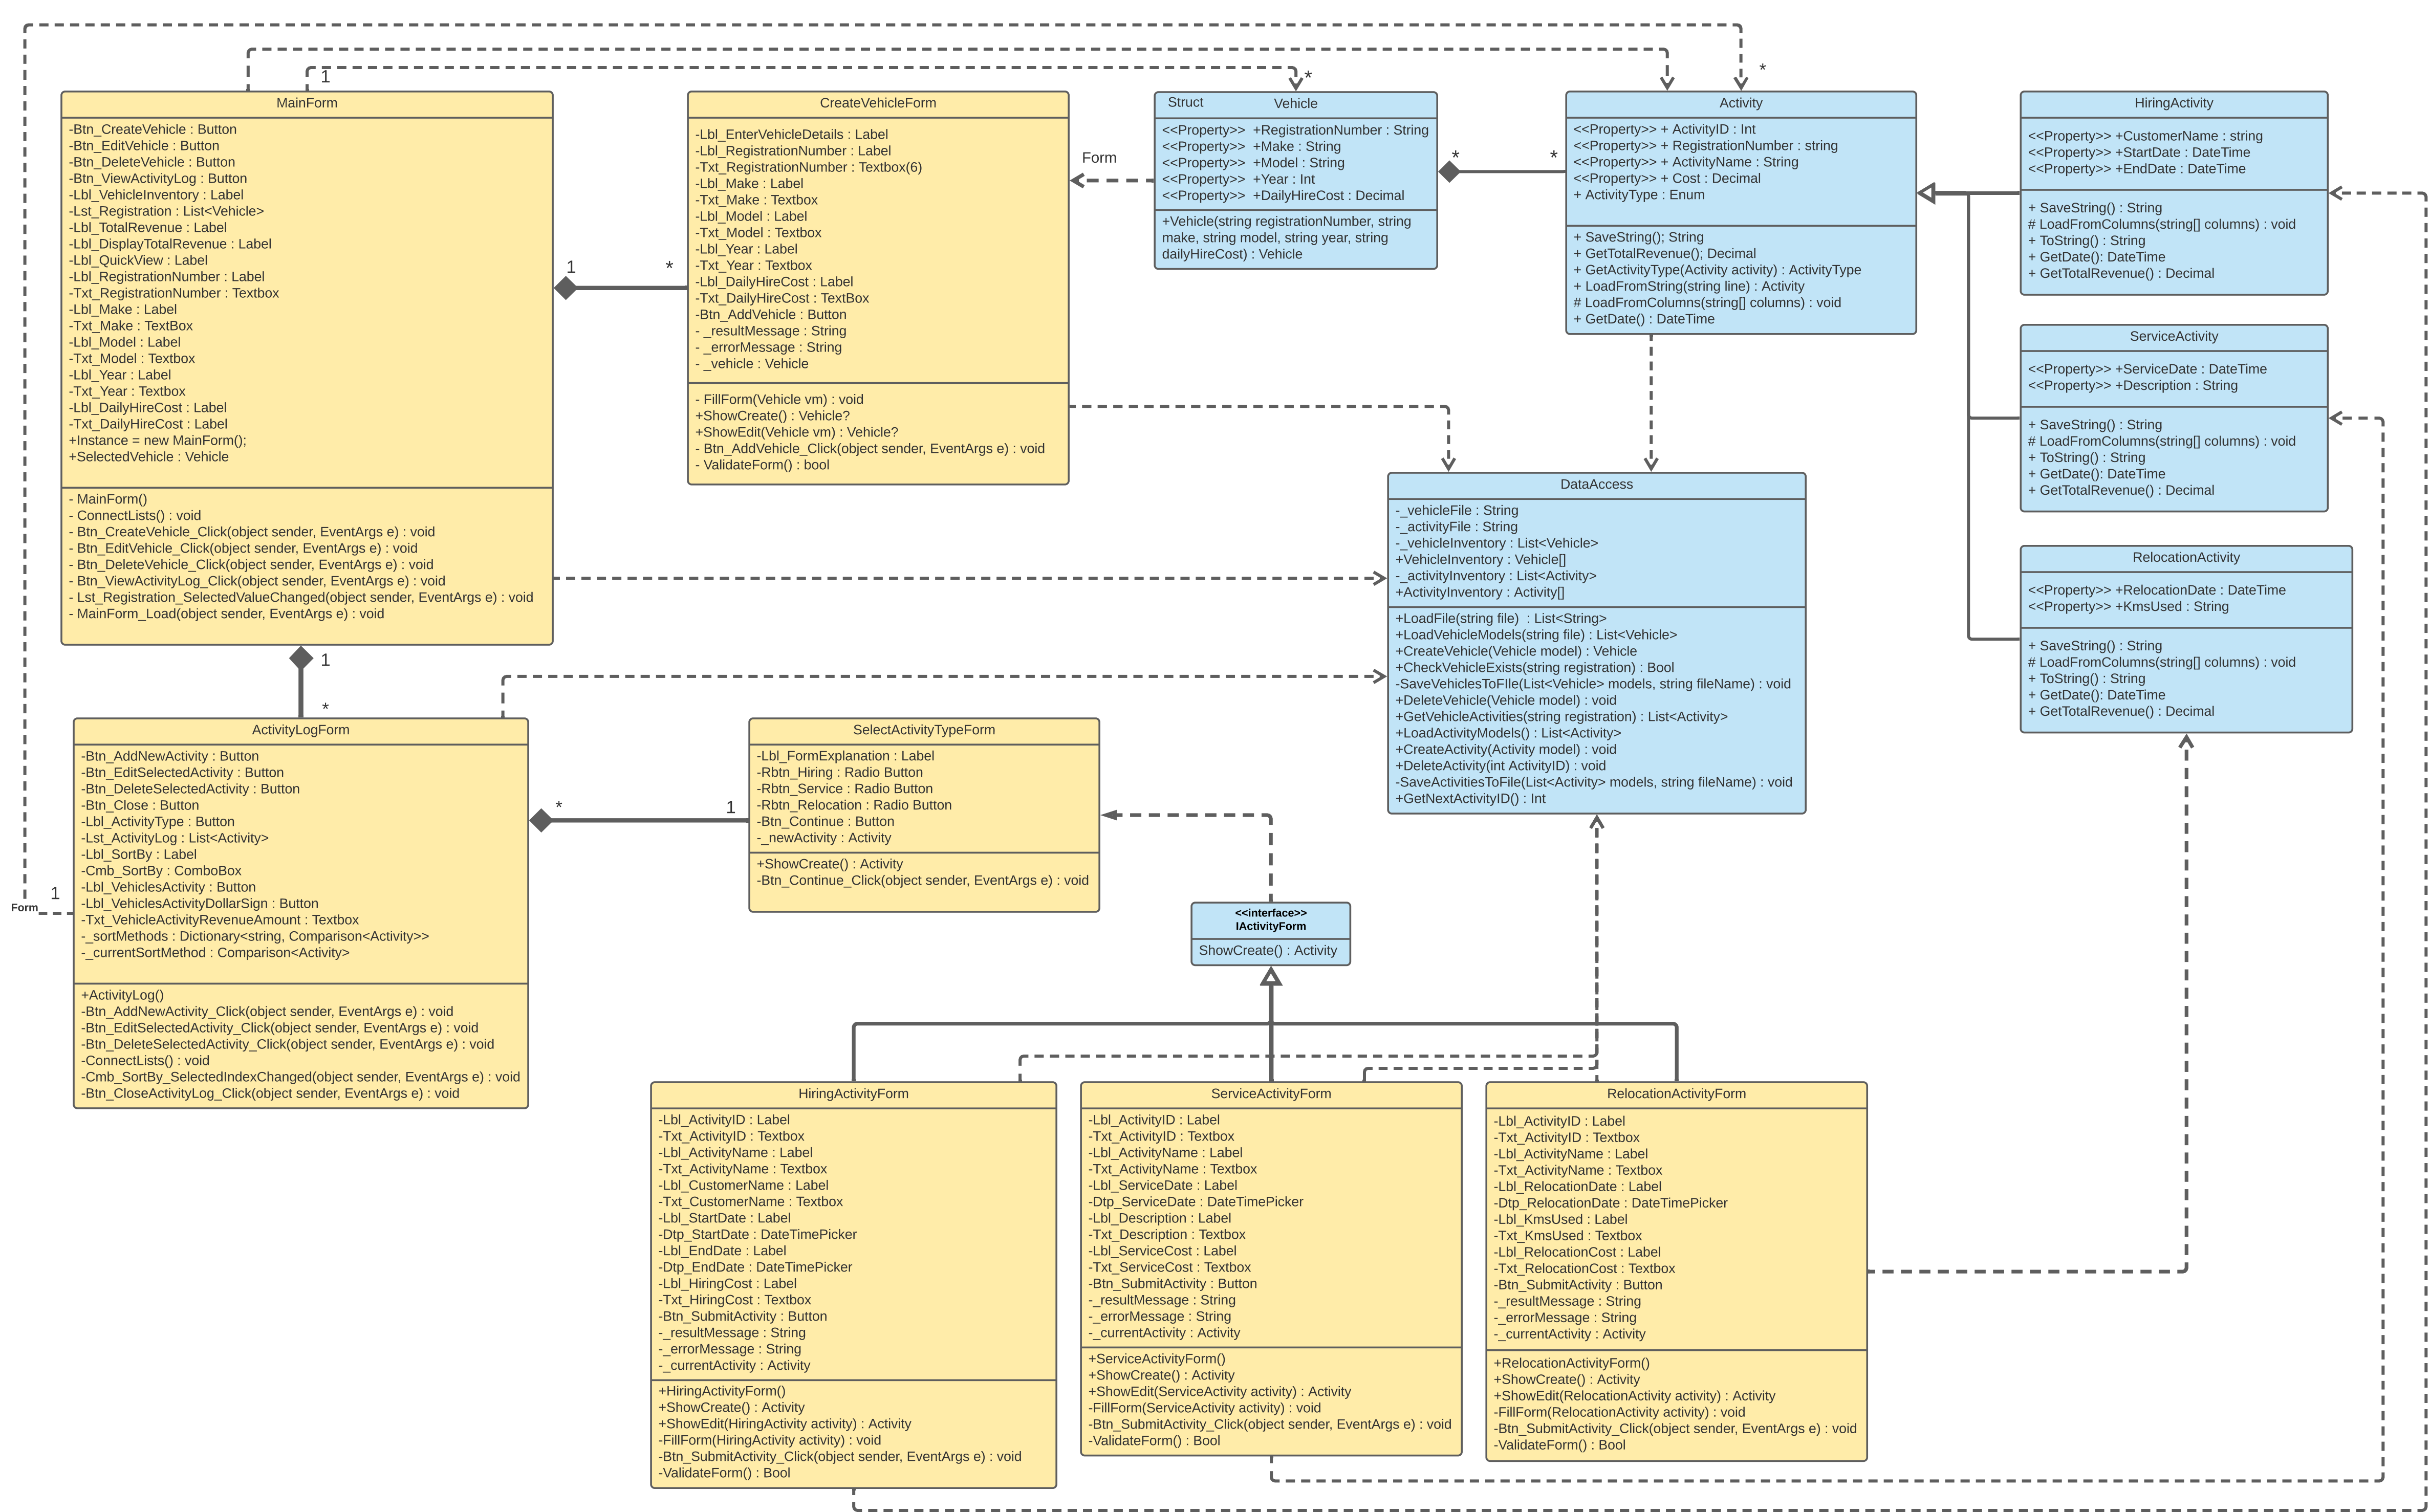 1
*
*
MainForm
-Btn_CreateVehicle : Button
-Btn_EditVehicle : Button
-Btn_DeleteVehicle : Button
-Btn_ViewActivityLog : Button
-Lbl_VehicleInventory : Label
-Lst_Registration : List<Vehicle>
-Lbl_TotalRevenue : Label
-Lbl_DisplayTotalRevenue : Label
-Lbl_QuickView : Label
-Lbl_RegistrationNumber : Label
-Txt_RegistrationNumber : Textbox
-Lbl_Make : Label
-Txt_Make : TextBox
-Lbl_Model : Label
-Txt_Model : Textbox
-Lbl_Year : Label
-Txt_Year : Textbox
-Lbl_DailyHireCost : Label
-Txt_DailyHireCost : Label
+Instance = new MainForm();
+SelectedVehicle : Vehicle
- MainForm()
- ConnectLists() : void
- Btn_CreateVehicle_Click(object sender, EventArgs e) : void
- Btn_EditVehicle_Click(object sender, EventArgs e) : void
- Btn_DeleteVehicle_Click(object sender, EventArgs e) : void
- Btn_ViewActivityLog_Click(object sender, EventArgs e) : void
- Lst_Registration_SelectedValueChanged(object sender, EventArgs e) : void
- MainForm_Load(object sender, EventArgs e) : void
1
*
CreateVehicleForm
-Lbl_EnterVehicleDetails : Label
-Lbl_RegistrationNumber : Label
-Txt_RegistrationNumber : Textbox(6)
-Lbl_Make : Label
-Txt_Make : Textbox
-Lbl_Model : Label
-Txt_Model : Textbox
-Lbl_Year : Label
-Txt_Year : Textbox
-Lbl_DailyHireCost : Label
-Txt_DailyHireCost : TextBox
-Btn_AddVehicle : Button
- _resultMessage : String
- _errorMessage : String
- _vehicle : Vehicle
- FillForm(Vehicle vm) : void
+ShowCreate() : Vehicle?
+ShowEdit(Vehicle vm) : Vehicle?
- Btn_AddVehicle_Click(object sender, EventArgs e) : void
- ValidateForm() : bool
Form
Struct
Vehicle
<<Property>> +RegistrationNumber : String
<<Property>> +Make : String
<<Property>> +Model : String
<<Property>> +Year : Int
<<Property>> +DailyHireCost : Decimal
+Vehicle(string registrationNumber, string
make, string model, string year, string
dailyHireCost) : Vehicle
*
*
Activity
<<Property>> + ActivityID : Int
<<Property>> + RegistrationNumber : string
<<Property>> + ActivityName : String
<<Property>> + Cost : Decimal
+ ActivityType : Enum
+ SaveString(); String
+ GetTotalRevenue(); Decimal
+ GetActivityType(Activity activity) : ActivityType
+ LoadFromString(string line) : Activity
# LoadFromColumns(string[] columns) : void
+ GetDate() : DateTime
HiringActivity
<<Property>> +CustomerName : string
<<Property>> +StartDate : DateTime
<<Property>> +EndDate : DateTime
+ SaveString() : String
# LoadFromColumns(string[] columns) : void
+ ToString() : String
+ GetDate(): DateTime
+ GetTotalRevenue() : Decimal
ServiceActivity
<<Property>> +ServiceDate : DateTime
<<Property>> +Description : String
+ SaveString() : String
# LoadFromColumns(string[] columns) : void
+ ToString() : String
+ GetDate(): DateTime
+ GetTotalRevenue() : Decimal
RelocationActivity
<<Property>> +RelocationDate : DateTime
<<Property>> +KmsUsed : String
+ SaveString() : String
# LoadFromColumns(string[] columns) : void
+ ToString() : String
+ GetDate(): DateTime
+ GetTotalRevenue() : Decimal
DataAccess
-_vehicleFile : String
-_activityFile : String
-_vehicleInventory : List<Vehicle>
+VehicleInventory : Vehicle[]
-_activityInventory : List<Activity>
+ActivityInventory : Activity[]
+LoadFile(string file) : List<String>
+LoadVehicleModels(string file) : List<Vehicle>
+CreateVehicle(Vehicle model) : Vehicle
+CheckVehicleExists(string registration) : Bool
-SaveVehiclesToFIle(List<Vehicle> models, string fileName) : void
+DeleteVehicle(Vehicle model) : void
+GetVehicleActivities(string registration) : List<Activity>
+LoadActivityModels() : List<Activity>
+CreateActivity(Activity model) : void
+DeleteActivity(int ActivityID) : void
-SaveActivitiesToFile(List<Activity> models, string fileName) : void
+GetNextActivityID() : Int
1
*
ActivityLogForm
-Btn_AddNewActivity : Button
-Btn_EditSelectedActivity : Button
-Btn_DeleteSelectedActivity : Button
-Btn_Close : Button
-Lbl_ActivityType : Button
-Lst_ActivityLog : List<Activity>
-Lbl_SortBy : Label
-Cmb_SortBy : ComboBox
-Lbl_VehiclesActivity : Button
-Lbl_VehiclesActivityDollarSign : Button
-Txt_VehicleActivityRevenueAmount : Textbox
-_sortMethods : Dictionary<string, Comparison<Activity>>
-_currentSortMethod : Comparison<Activity>
+ActivityLog()
-Btn_AddNewActivity_Click(object sender, EventArgs e) : void
-Btn_EditSelectedActivity_Click(object sender, EventArgs e) : void
-Btn_DeleteSelectedActivity_Click(object sender, EventArgs e) : void
-ConnectLists() : void
-Cmb_SortBy_SelectedIndexChanged(object sender, EventArgs e) : void
-Btn_CloseActivityLog_Click(object sender, EventArgs e) : void
1
Form
*
1
SelectActivityTypeForm
-Lbl_FormExplanation : Label
-Rbtn_Hiring : Radio Button
-Rbtn_Service : Radio Button
-Rbtn_Relocation : Radio Button
-Btn_Continue : Button
-_newActivity : Activity
+ShowCreate() : Activity
-Btn_Continue_Click(object sender, EventArgs e) : void
<<interface>>
IActivityForm
ShowCreate() : Activity
HiringActivityForm
-Lbl_ActivityID : Label
-Txt_ActivityID : Textbox
-Lbl_ActivityName : Label
-Txt_ActivityName : Textbox
-Lbl_CustomerName : Label
-Txt_CustomerName : Textbox
-Lbl_StartDate : Label
-Dtp_StartDate : DateTimePicker
-Lbl_EndDate : Label
-Dtp_EndDate : DateTimePicker
-Lbl_HiringCost : Label
-Txt_HiringCost : Textbox
-Btn_SubmitActivity : Button
-_resultMessage : String
-_errorMessage : String
-_currentActivity : Activity
+HiringActivityForm()
+ShowCreate() : Activity
+ShowEdit(HiringActivity activity) : Activity
-FillForm(HiringActivity activity) : void
-Btn_SubmitActivity_Click(object sender, EventArgs e) : void
-ValidateForm() : Bool
ServiceActivityForm
-Lbl_ActivityID : Label
-Txt_ActivityID : Textbox
-Lbl_ActivityName : Label
-Txt_ActivityName : Textbox
-Lbl_ServiceDate : Label
-Dtp_ServiceDate : DateTimePicker
-Lbl_Description : Label
-Txt_Description : Textbox
-Lbl_ServiceCost : Label
-Txt_ServiceCost : Textbox
-Btn_SubmitActivity : Button
-_resultMessage : String
-_errorMessage : String
-_currentActivity : Activity
+ServiceActivityForm()
+ShowCreate() : Activity
+ShowEdit(ServiceActivity activity) : Activity
-FillForm(ServiceActivity activity) : void
-Btn_SubmitActivity_Click(object sender, EventArgs e) : void
-ValidateForm() : Bool
RelocationActivityForm
-Lbl_ActivityID : Label
-Txt_ActivityID : Textbox
-Lbl_ActivityName : Label
-Txt_ActivityName : Textbox
-Lbl_RelocationDate : Label
-Dtp_RelocationDate : DateTimePicker
-Lbl_KmsUsed : Label
-Txt_KmsUsed : Textbox
-Lbl_RelocationCost : Label
-Txt_RelocationCost : Textbox
-Btn_SubmitActivity : Button
-_resultMessage : String
-_errorMessage : String
-_currentActivity : Activity
+RelocationActivityForm()
+ShowCreate() : Activity
+ShowEdit(RelocationActivity activity) : Activity
-FillForm(RelocationActivity activity) : void
-Btn_SubmitActivity_Click(object sender, EventArgs e) : void
-ValidateForm() : Bool